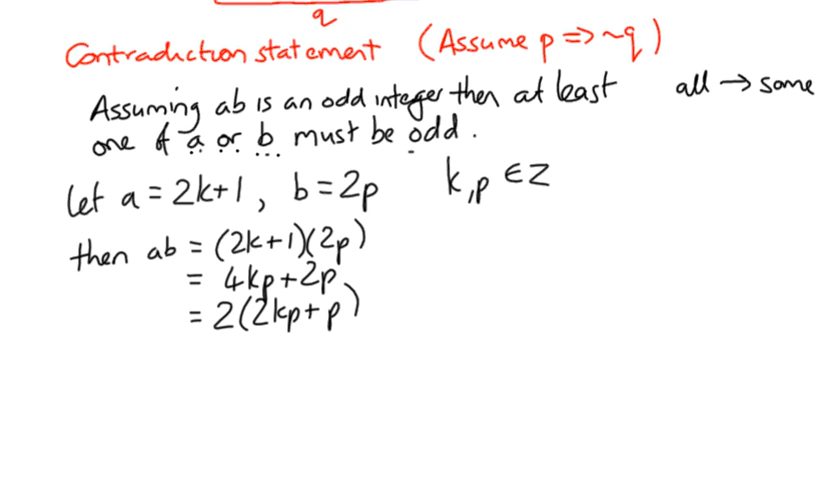 q
Contradiction statement (Assume p => ~q)
Assuming ab is an odd integer then at least all → some
one of a or b must be odd.
let a = 2k+1, b = 2p k,p ∈ Z
then ab = (2k+1)(2p)
= 4kp+2p
= 2(2kp+p)